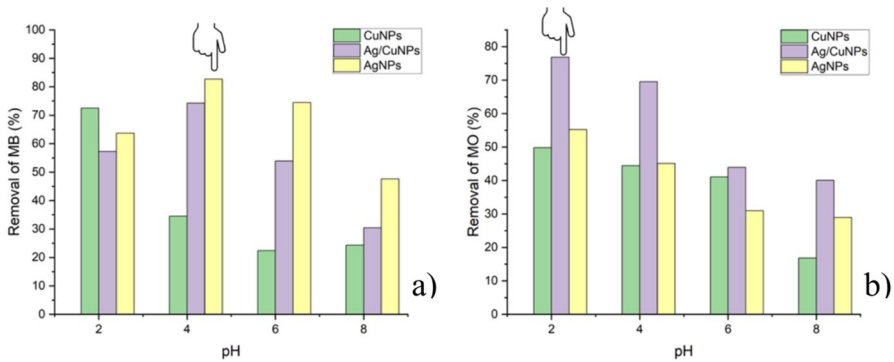 100
90
80
70
60
50
40
30
20
10
0
Removal of MB (%)
CuNPs
Ag/CuNPs
AgNPs
2 4 6 8
pH
a)
80
70
60
50
40
30
20
10
0
Removal of MO (%)
CuNPs
Ag/CuNPs
AgNPs
2 4 6 8
pH
b)